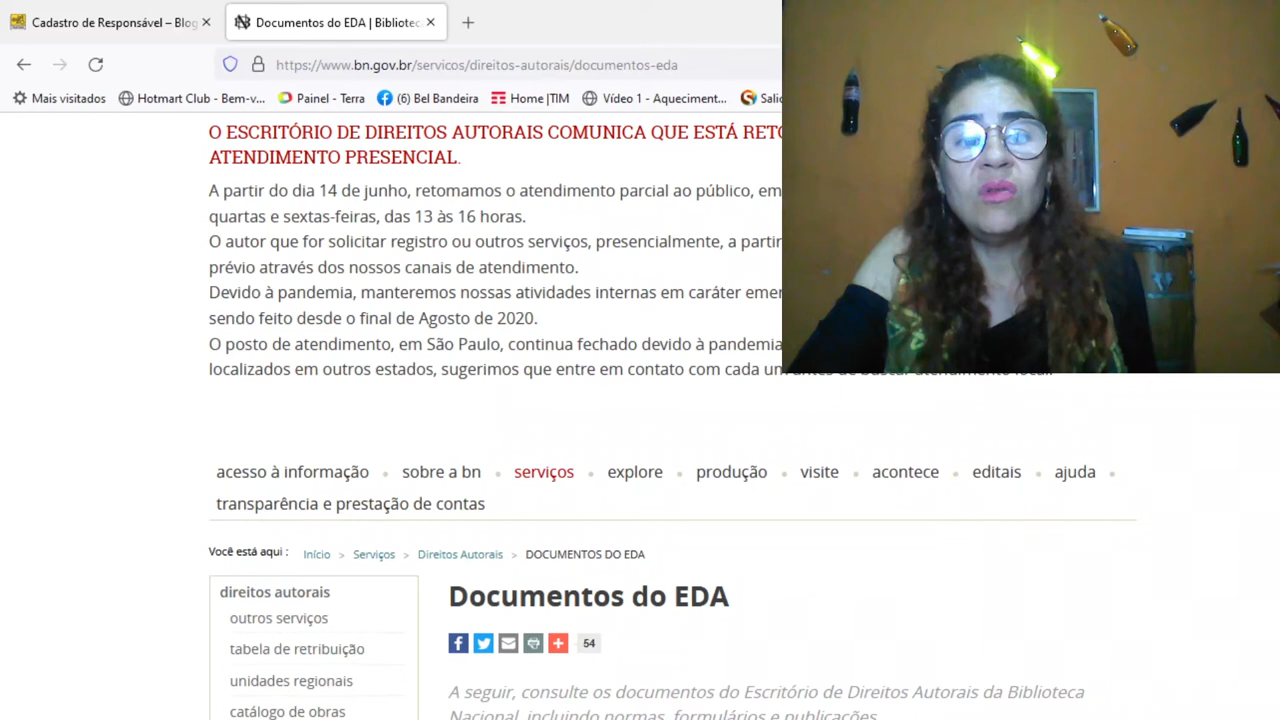 Cadastro de Responsável – Blog
Documentos do EDA | Bibliotec
https://www.bn.gov.br/servicos/direitos-autorais/documentos-eda
Mais visitados
Hotmart Club - Bem-v...
Painel - Terra
(6) Bel Bandeira
Home |TIM
Vídeo 1 - Aqueciment...
Salic
O ESCRITÓRIO DE DIREITOS AUTORAIS COMUNICA QUE ESTÁ RETO
ATENDIMENTO PRESENCIAL.
A partir do dia 14 de junho, retomamos o atendimento parcial ao público, em
quartas e sextas-feiras, das 13 às 16 horas.
O autor que for solicitar registro ou outros serviços, presencialmente, a partir
prévio através dos nossos canais de atendimento.
Devido à pandemia, manteremos nossas atividades internas em caráter emer
sendo feito desde o final de Agosto de 2020.
O posto de atendimento, em São Paulo, continua fechado devido à pandemia
localizados em outros estados, sugerimos que entre em contato com cada
acesso à informação
sobre a bn
serviços
explore
produção
visite
acontece
editais
ajuda
transparência e prestação de contas
Você está aqui : Início > Serviços > Direitos Autorais > DOCUMENTOS DO EDA
direitos autorais
outros serviços
tabela de retribuição
unidades regionais
catálogo de obras
Documentos do EDA
54
A seguir, consulte os documentos do Escritório de Direitos Autorais da Biblioteca
Nacional, incluindo normas, formulários e publicações.